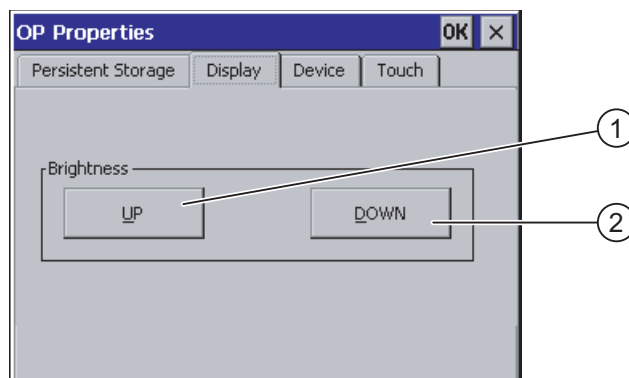 OP Properties OK ×
Persistent Storage Display Device Touch
1
Brightness
UP DOWN
2